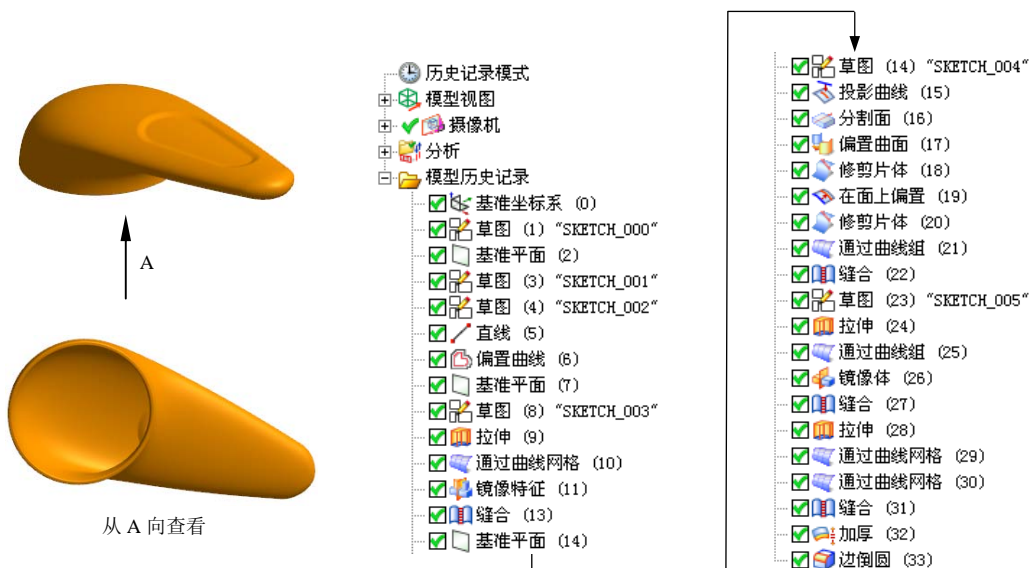 A
从 A 向查看
历史记录模式
模型视图
摄像机
分析
模型历史记录
基准坐标系 (0)
草图 (1) "SKETCH_000"
基准平面 (2)
草图 (3) "SKETCH_001"
草图 (4) "SKETCH_002"
直线 (5)
偏置曲线 (6)
基准平面 (7)
草图 (8) "SKETCH_003"
拉伸 (9)
通过曲线网格 (10)
镜像特征 (11)
缝合 (13)
基准平面 (14)
草图 (14) "SKETCH_004"
投影曲线 (15)
分割面 (16)
偏置曲面 (17)
修剪片体 (18)
在面上偏置 (19)
修剪片体 (20)
通过曲线组 (21)
缝合 (22)
草图 (23) "SKETCH_005"
拉伸 (24)
通过曲线组 (25)
镜像体 (26)
缝合 (27)
拉伸 (28)
通过曲线网格 (29)
通过曲线网格 (30)
缝合 (31)
加厚 (32)
边倒圆 (33)